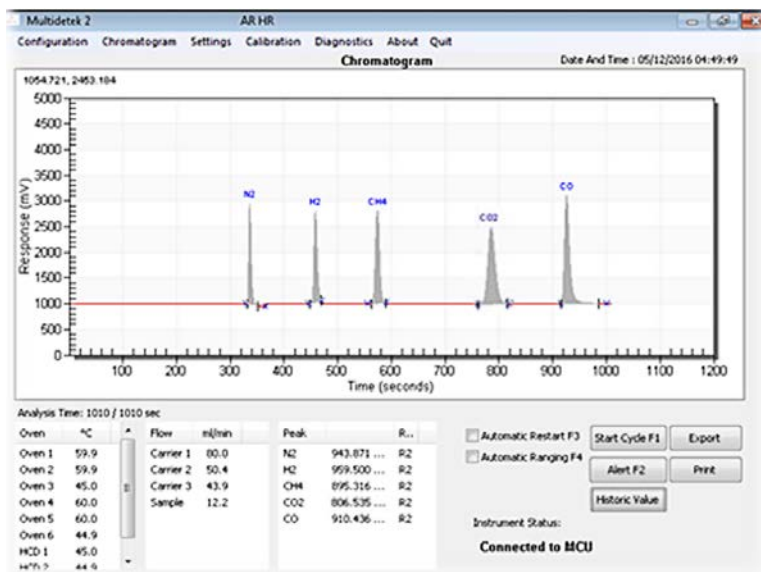 Multidetek 2 AR HR
Configuration Chromatogram Settings Calibration Diagnostics About Quit
Chromatogram Date And Time : 05/12/2016 04:49:49
1054.721, 2453.184
5000
4500
4000
3500
3000
2500
2000
1500
1000
500
0
Response (mV)
N2 H2 CH4 CO2 CO
100 200 300 400 500 600 700 800 900 1000 1100 1200
Time (seconds)
Analysis Time: 1010 / 1010 sec
Oven ºC
Oven 1 59.9
Oven 2 59.9
Oven 3 45.0
Oven 4 60.0
Oven 5 60.0
Oven 6 44.9
HCD 1 45.0
HCD 2 44.9
Flow ml/min
Carrier 1 80.0
Carrier 2 50.4
Carrier 3 43.9
Sample 12.2
Peak R...
N2 943.871 ... R2
H2 959.500 ... R2
CH4 895.316 ... R2
CO2 806.535 ... R2
CO 910.436 ... R2
Automatic Restart F3
Automatic Ranging F4
Start Cycle F1 Export
Alert F2 Print
Historic Value
Instrument Status:
Connected to MCU